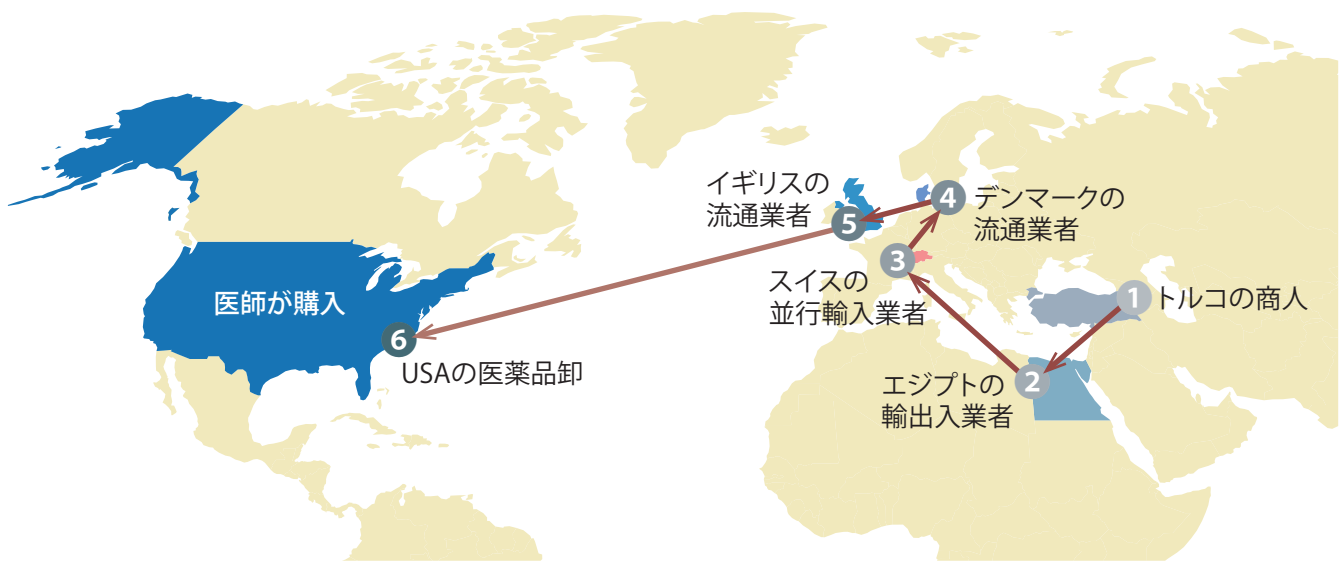 1
トルコの商人
2
エジプトの
輸出入業者
3
スイスの
並行輸入業者
4
デンマークの
流通業者
5
イギリスの
流通業者
6
USAの医薬品卸
医師が購入